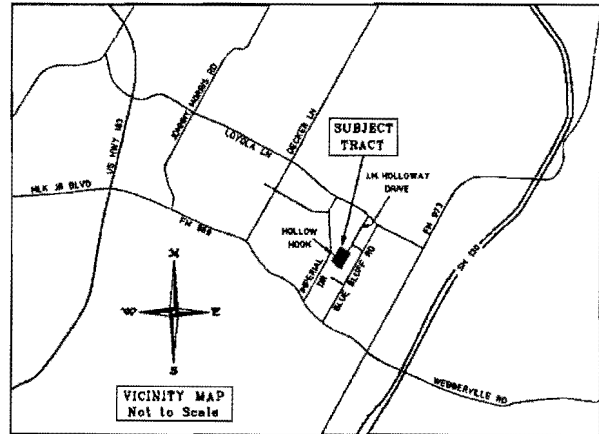 JOHNNY MORRIS RD
DECKER LN
US HWY 183
LOYOLA LN
SUBJECT
TRACT
MLK JR BLVD
J.M. HOLLOWAY
DRIVE
FM 969
HOLLOW
HOOK
FM 973
SH 130
IMPERIAL
DR
BLUE BLUFF RD
N
W
E
S
WEBBERVILLE RD
VICINITY MAP
Not to Scale